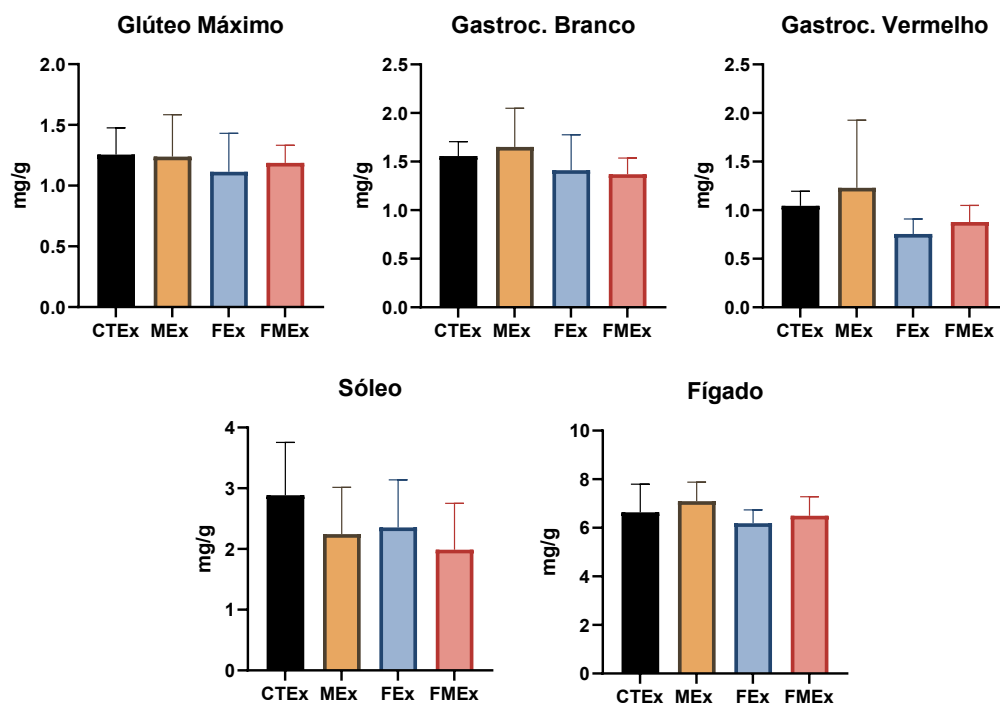 Glúteo Máximo
mg/g
2.0
1.5
1.0
0.5
0.0
CTEx MEx FEx FMEx
Gastroc. Branco
mg/g
2.5
2.0
1.5
1.0
0.5
0.0
CTEx MEx FEx FMEx
Gastroc. Vermelho
mg/g
2.5
2.0
1.5
1.0
0.5
0.0
CTEx MEx FEx FMEx
Sóleo
mg/g
4
3
2
1
0
CTEx MEx FEx FMEx
Fígado
mg/g
10
8
6
4
2
0
CTEx MEx FEx FMEx